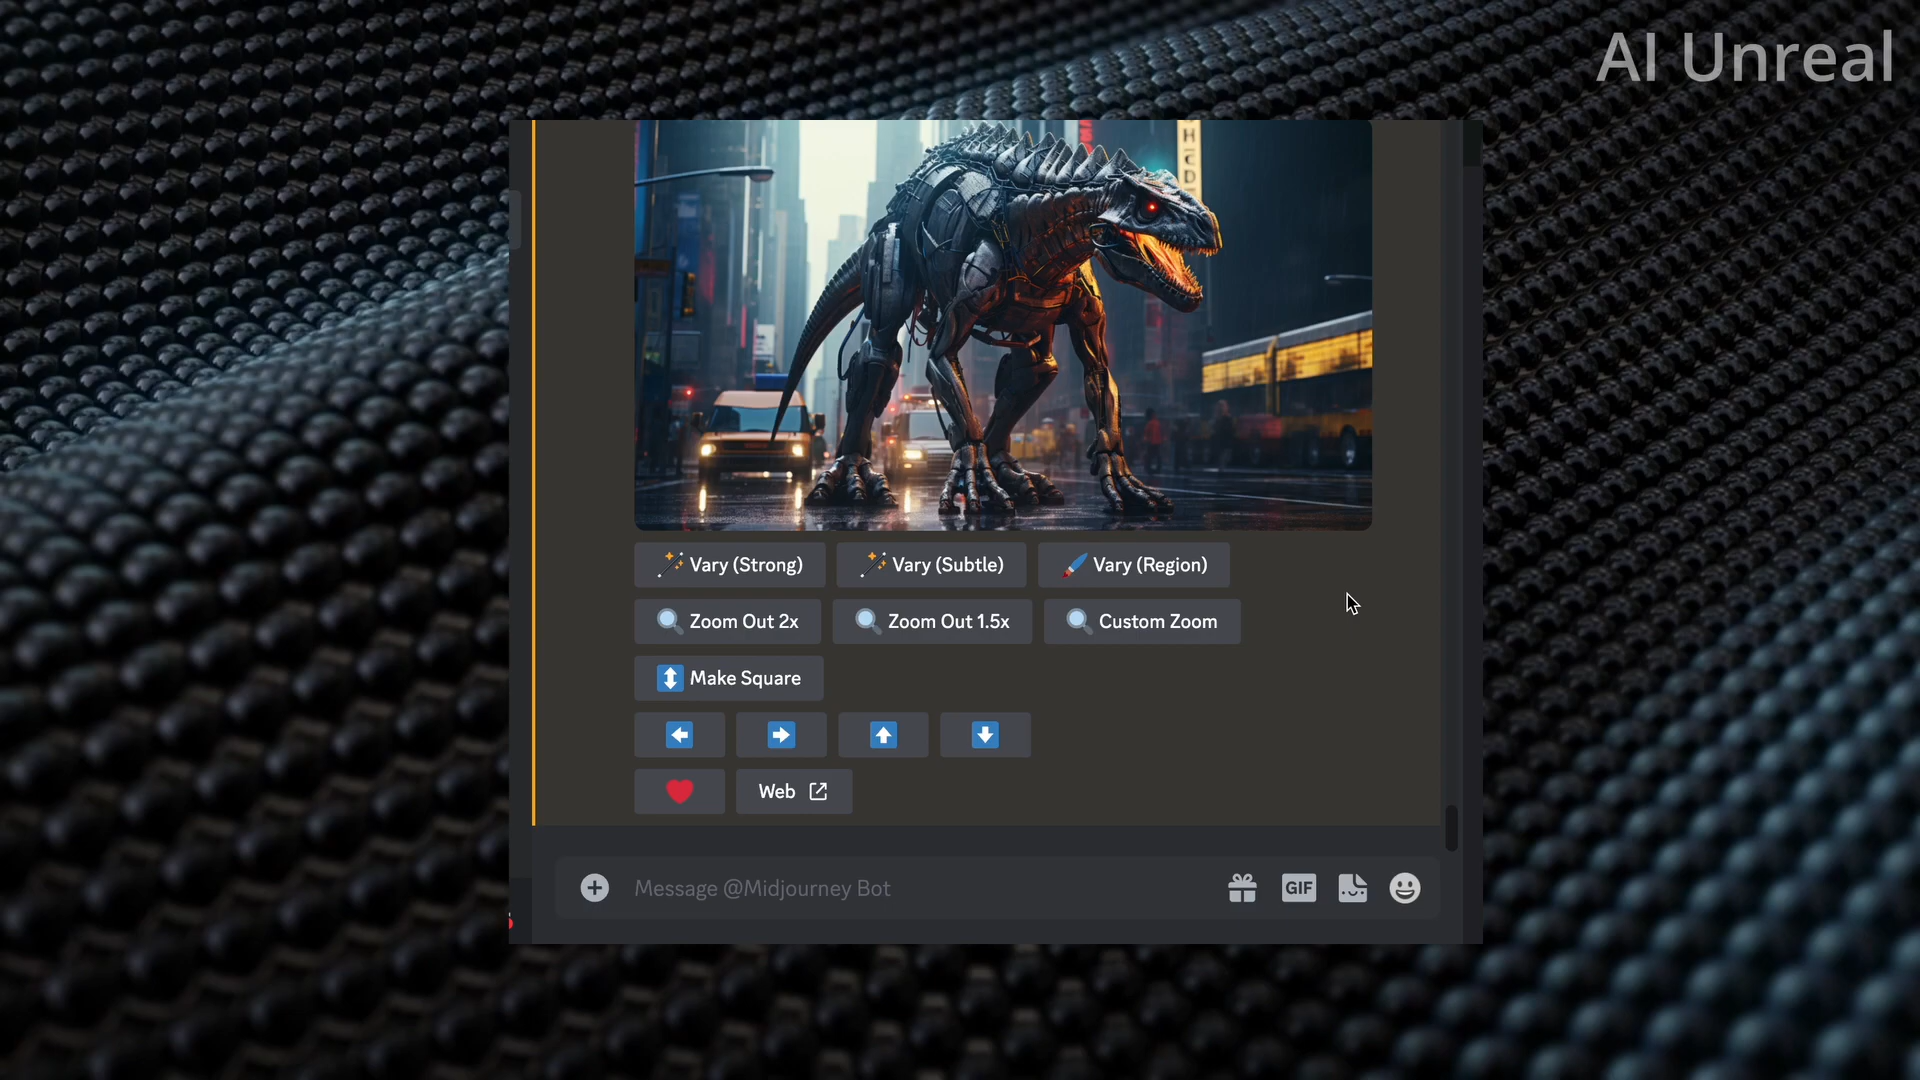 AI Unreal
H
C
D
Vary (Strong)
Vary (Subtle)
Vary (Region)
Zoom Out 2x
Zoom Out 1.5x
Custom Zoom
Make Square
Web
Message @Midjourney Bot
GIF